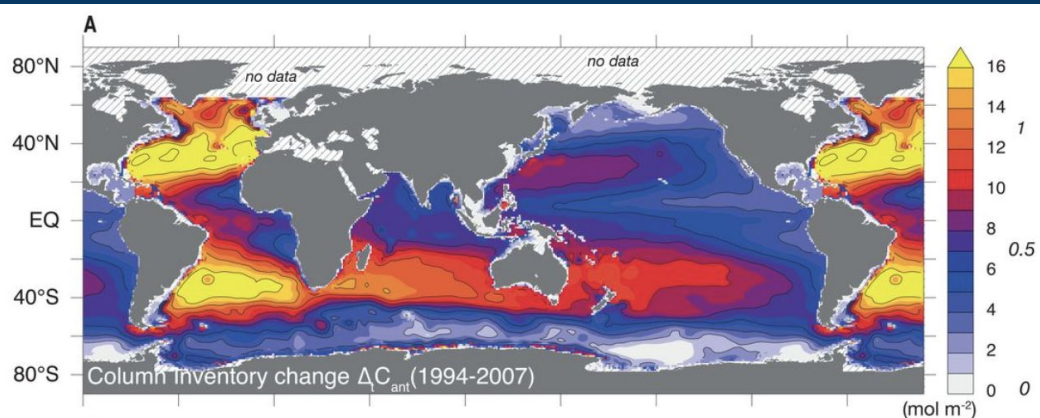 A
80°N
40°N
EQ
40°S
80°S
no data
no data
Column Inventory change ΔtCant(1994-2007)
16
14
12
10
8
6
4
2
0
1
0.5
0
(mol m-2)